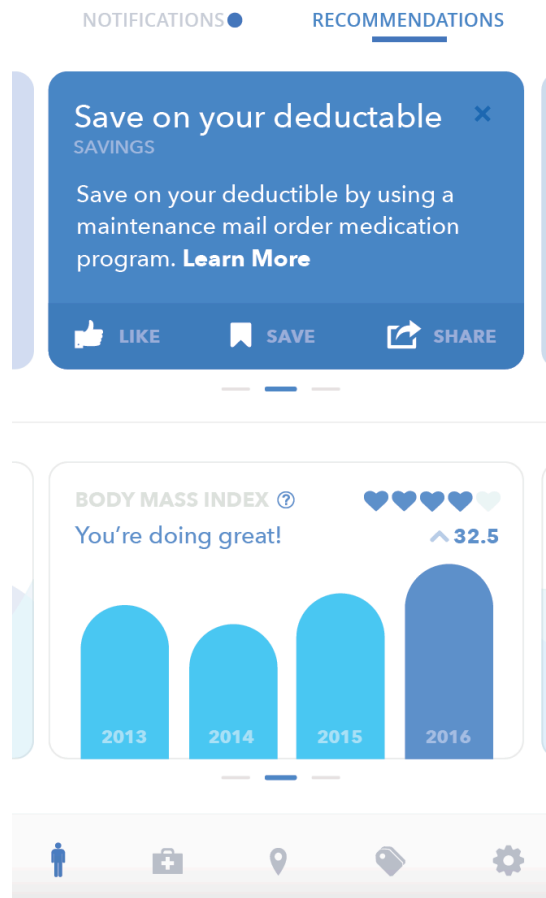 NOTIFICATIONS
RECOMMENDATIONS
Save on your deductable
SAVINGS
Save on your deductible by using a
maintenance mail order medication
program. Learn More
LIKE
SAVE
SHARE
BODY MASS INDEX ?
You're doing great!
32.5
2013
2014
2015
2016